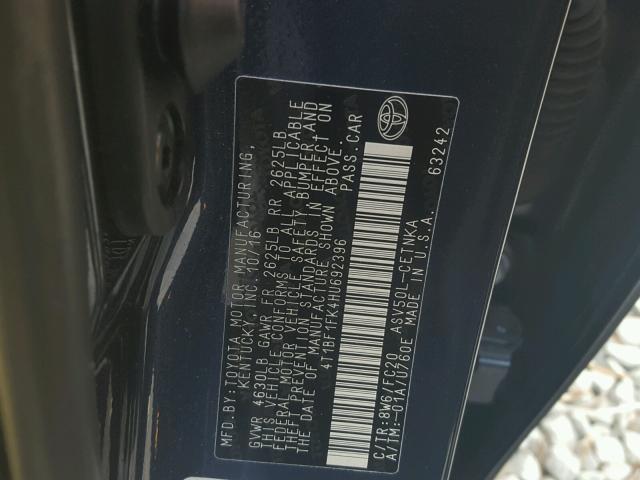 MFD.BY:TOYOTA MOTOR MANUFACTURING,
KENTUCKY,INC. 10/16
GVWR 4630LB GAWR FR 2625LB RR 2625LB
THIS VEHICLE CONFORMS TO ALL APPLICABLE
FEDERAL MOTOR VEHICLE SAFETY BUMPER,AND
THEFT PREVENTION STANDARDS IN EFFECT ON
THE DATE OF MANUFACTURE SHOWN ABOVE.
4T1BF1FK4HU692396 PASS.CAR
C/TR:8W6/FC20 ASV50L-CETNKA
A/TM:-01A/U760E MADE IN U.S.A. 63242